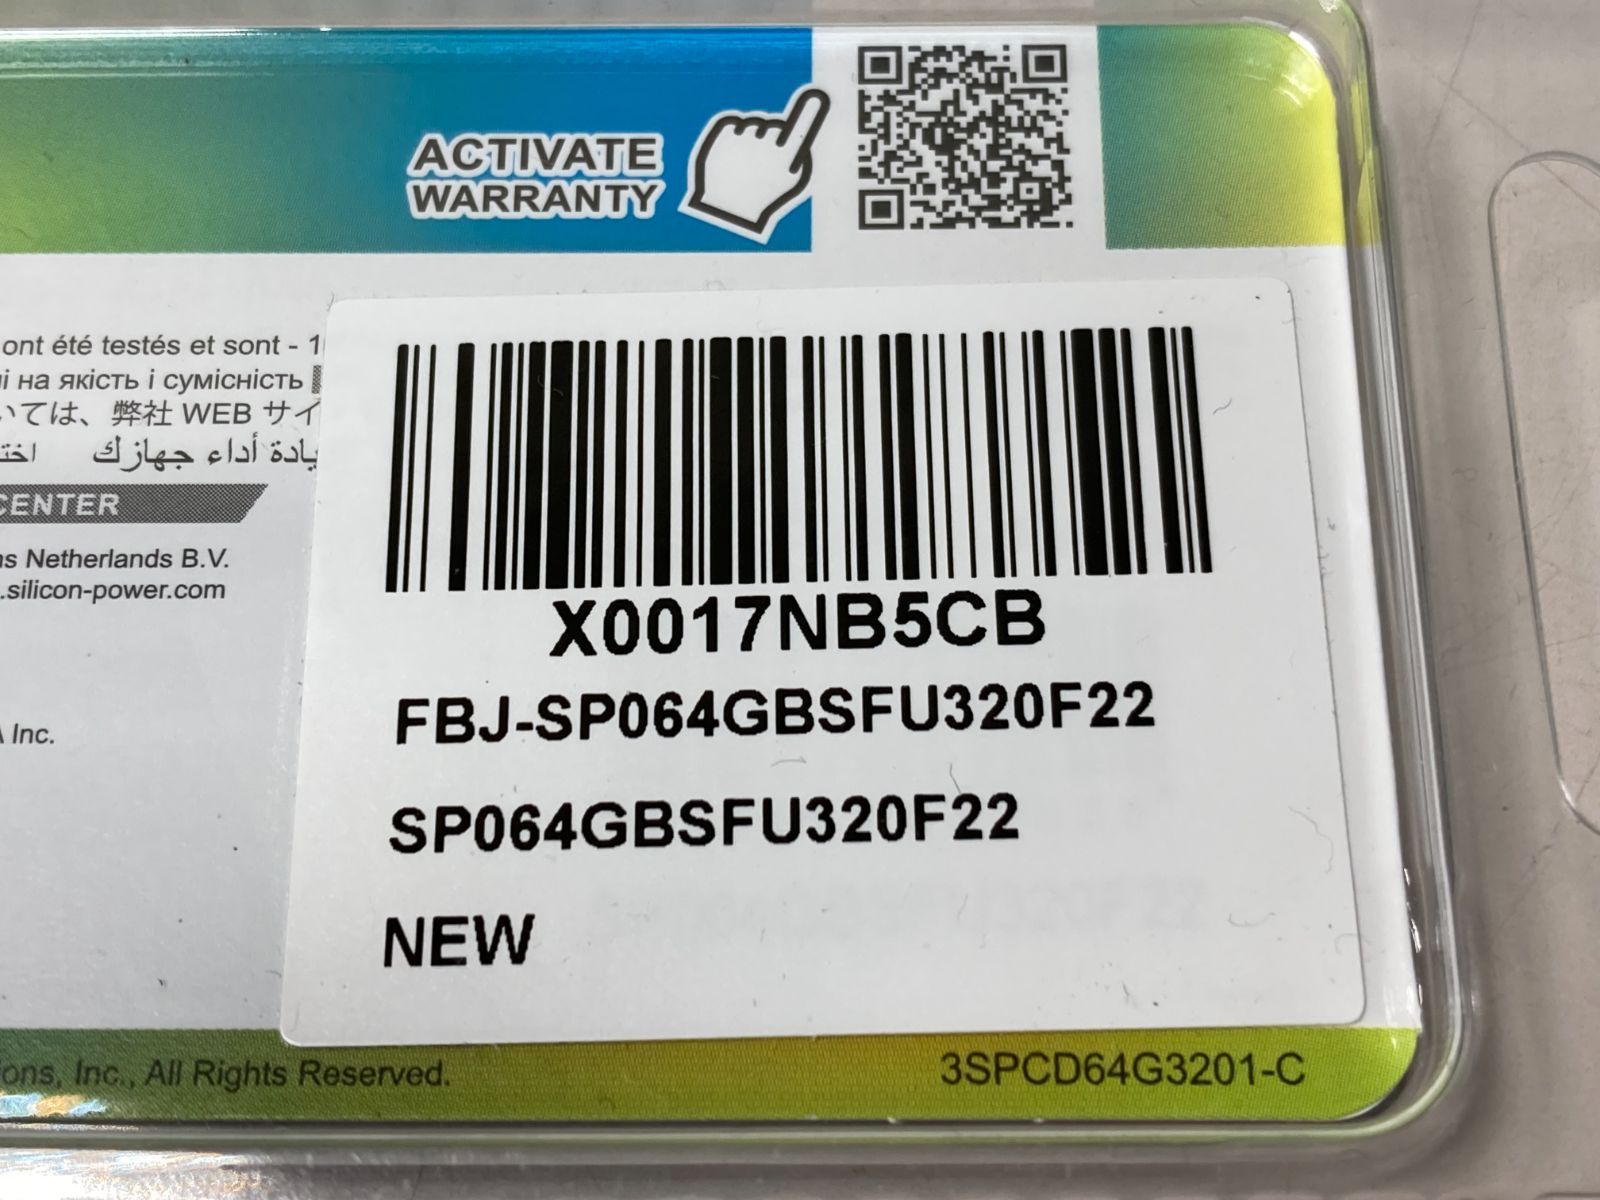 ACTIVATE
WARRANTY
ont été testés et sont -
на якість і сумісність
いては、弊社 WEB サイ
أداء جهازك
CENTER
Netherlands B.V.
.silicon-power.com
Inc.
X0017NB5CB
FBJ-SP064GBSFU320F22
SP064GBSFU320F22
NEW
Inc., All Rights Reserved.
3SPCD64G3201-C